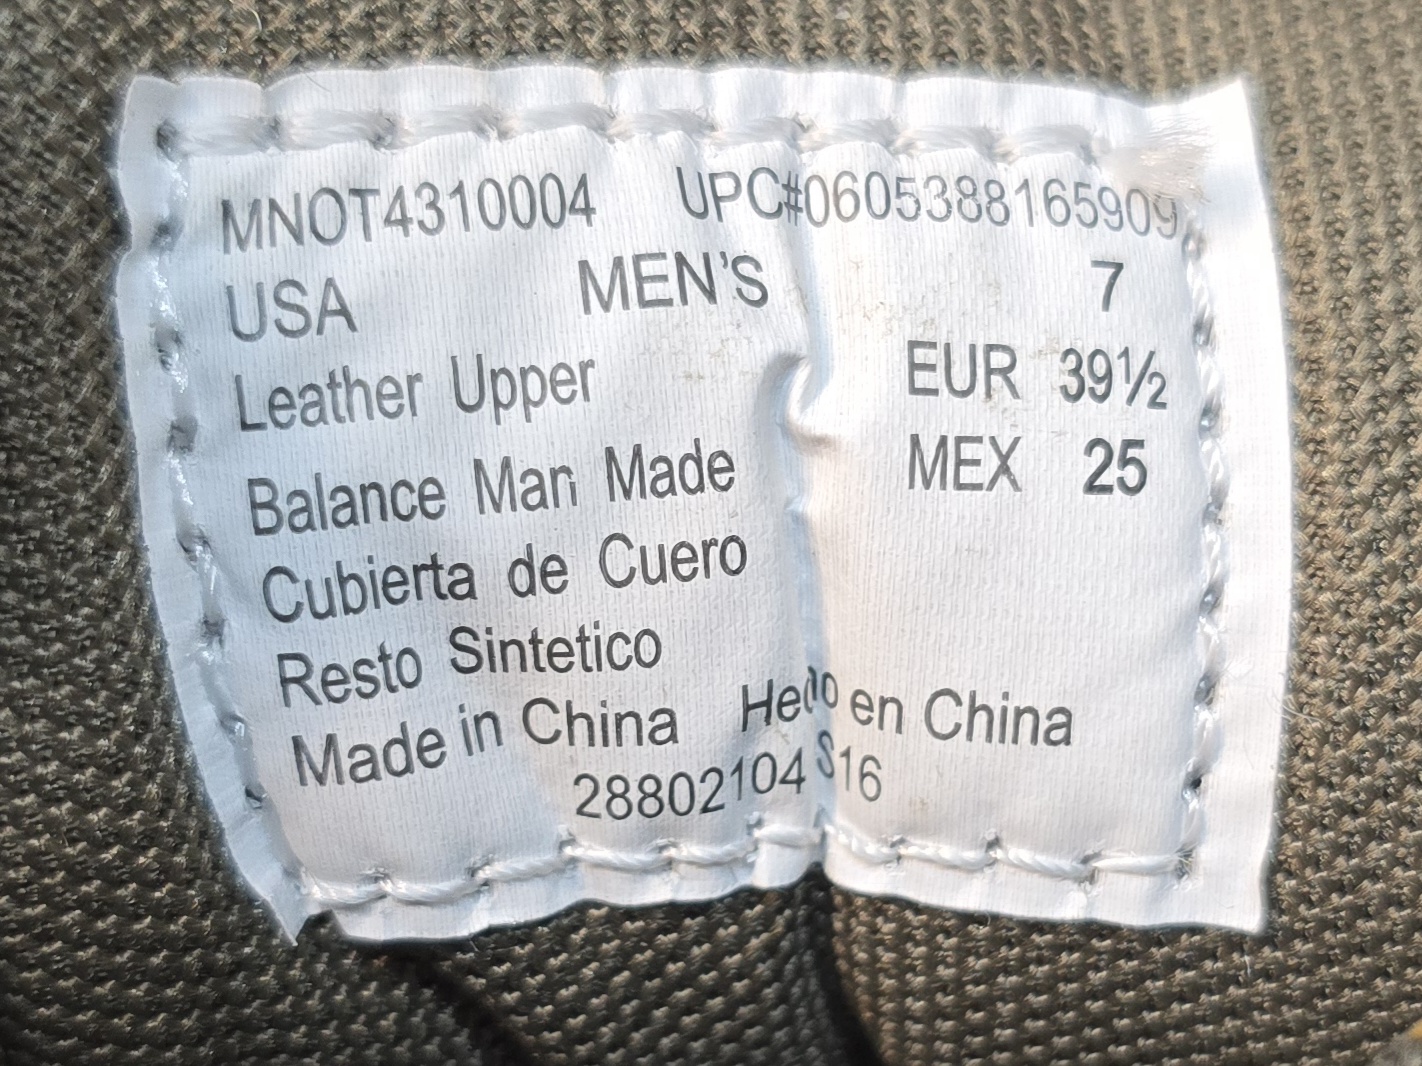 MNOT4310004 UPC#0605388165909
USA MEN'S 7
Leather Upper EUR 39½
Balance Man Made MEX 25
Cubierta de Cuero
Resto Sintetico
Made in China Hecho en China
28802104 S16